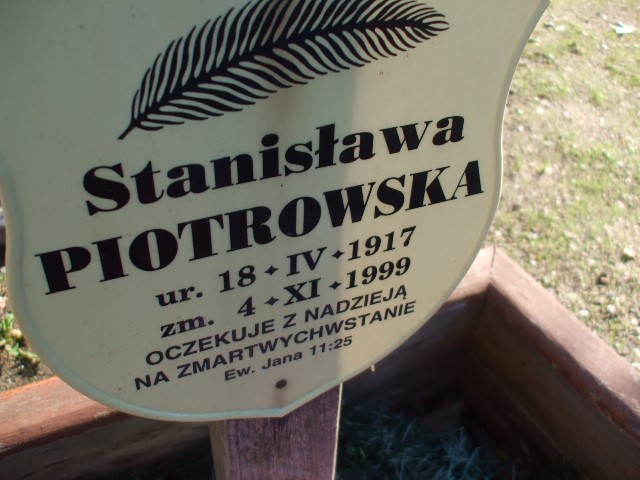 Stanisława
PIOTROWSKA
ur. 18✦IV✦1917
zm. 4✦XI✦1999
OCZEKUJE Z NADZIEJĄ
NA ZMARTWYCHWSTANIE
Ew. Jana 11:25